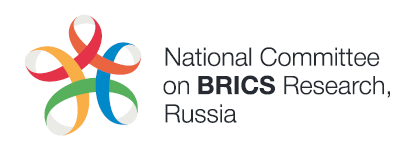 National Committee
on BRICS Research,
Russia